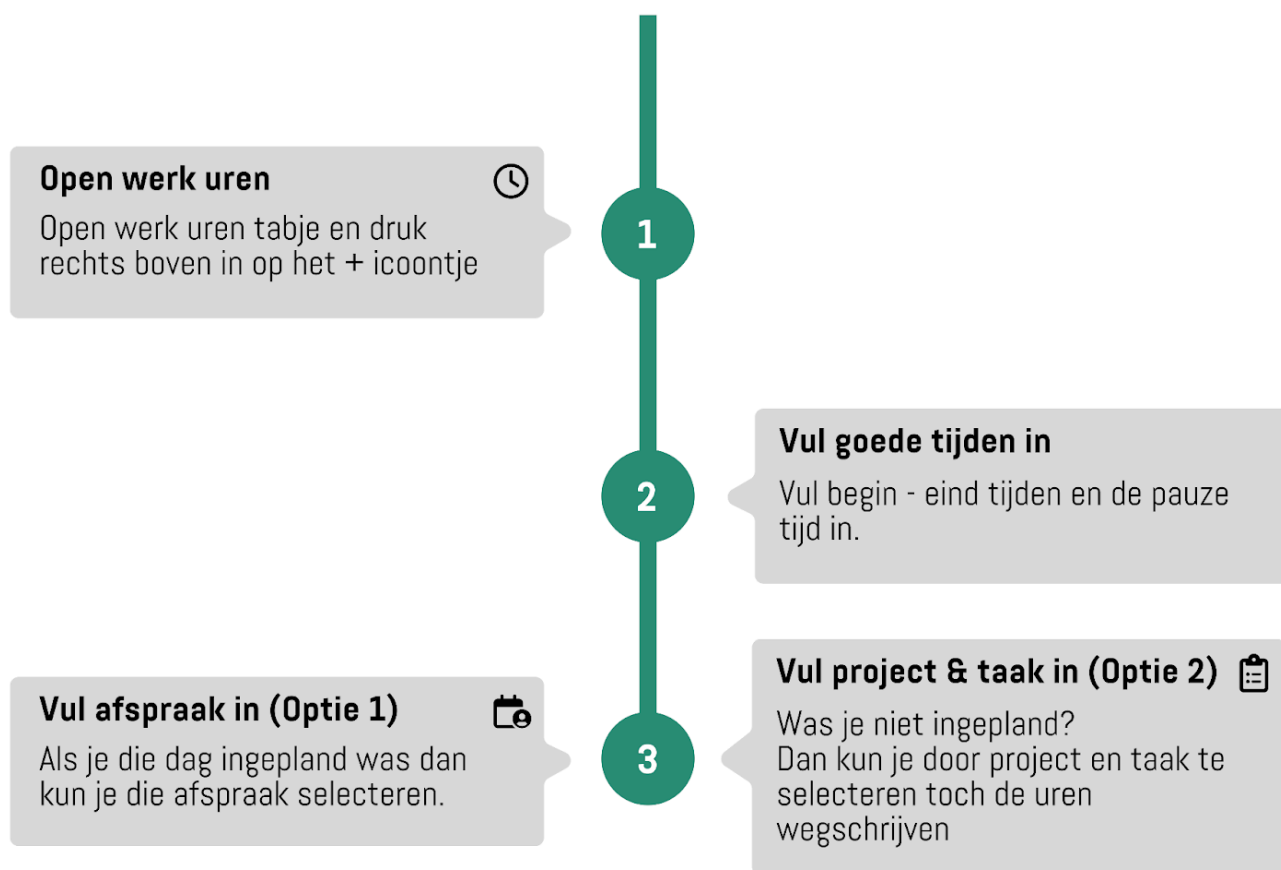 Open werk uren
Open werk uren tabje en druk
rechts boven in op het + icoontje
1
Vul goede tijden in
Vul begin - eind tijden en de pauze
tijd in.
2
Vul afspraak in (Optie 1)
Als je die dag ingepland was dan
kun je die afspraak selecteren.
3
Vul project & taak in (Optie 2)
Was je niet ingepland?
Dan kun je door project en taak te
selecteren toch de uren
wegschrijven